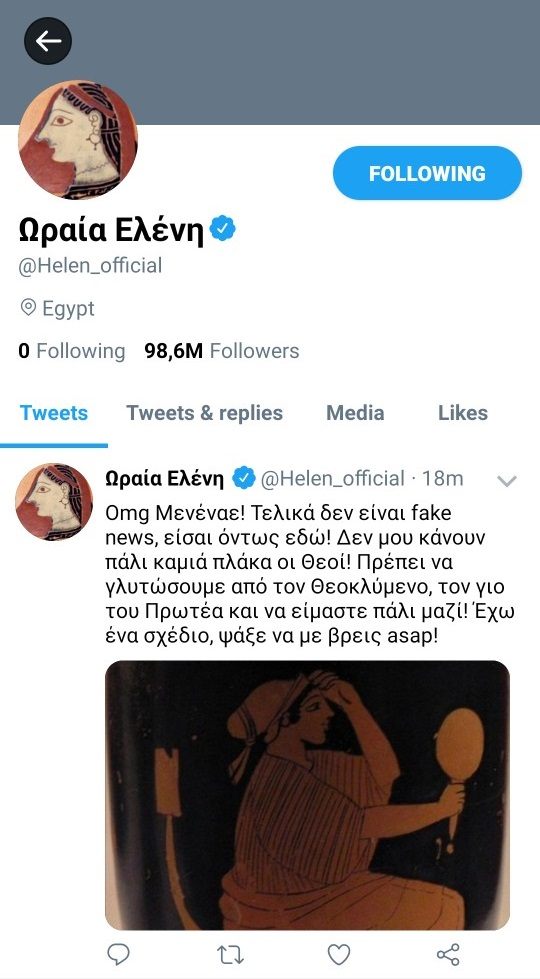 FOLLOWING
Ωραία Ελένη
@Helen_official
Egypt
0 Following 98,6M Followers
Tweets Tweets & replies Media Likes
Ωραία Ελένη @Helen_official · 18m
Omg Μενέναε! Τελικά δεν είναι fake
news, είσαι όντως εδώ! Δεν μου κάνουν
πάλι καμιά πλάκα οι Θεοί! Πρέπει να
γλυτώσουμε από τον Θεοκλύμενο, τον γιο
του Πρωτέα και να είμαστε πάλι μαζί! Έχω
ένα σχέδιο, ψάξε να με βρεις asap!